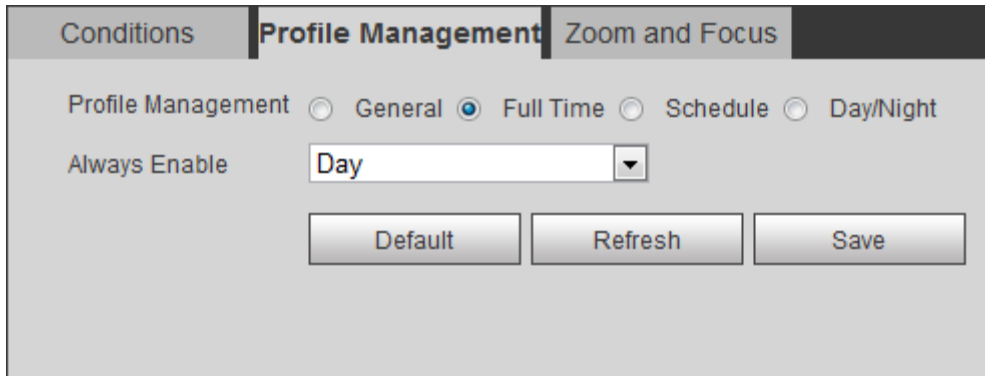 Conditions Profile Management Zoom and Focus
Profile Management General Full Time Schedule Day/Night
Always Enable Day
Default Refresh Save